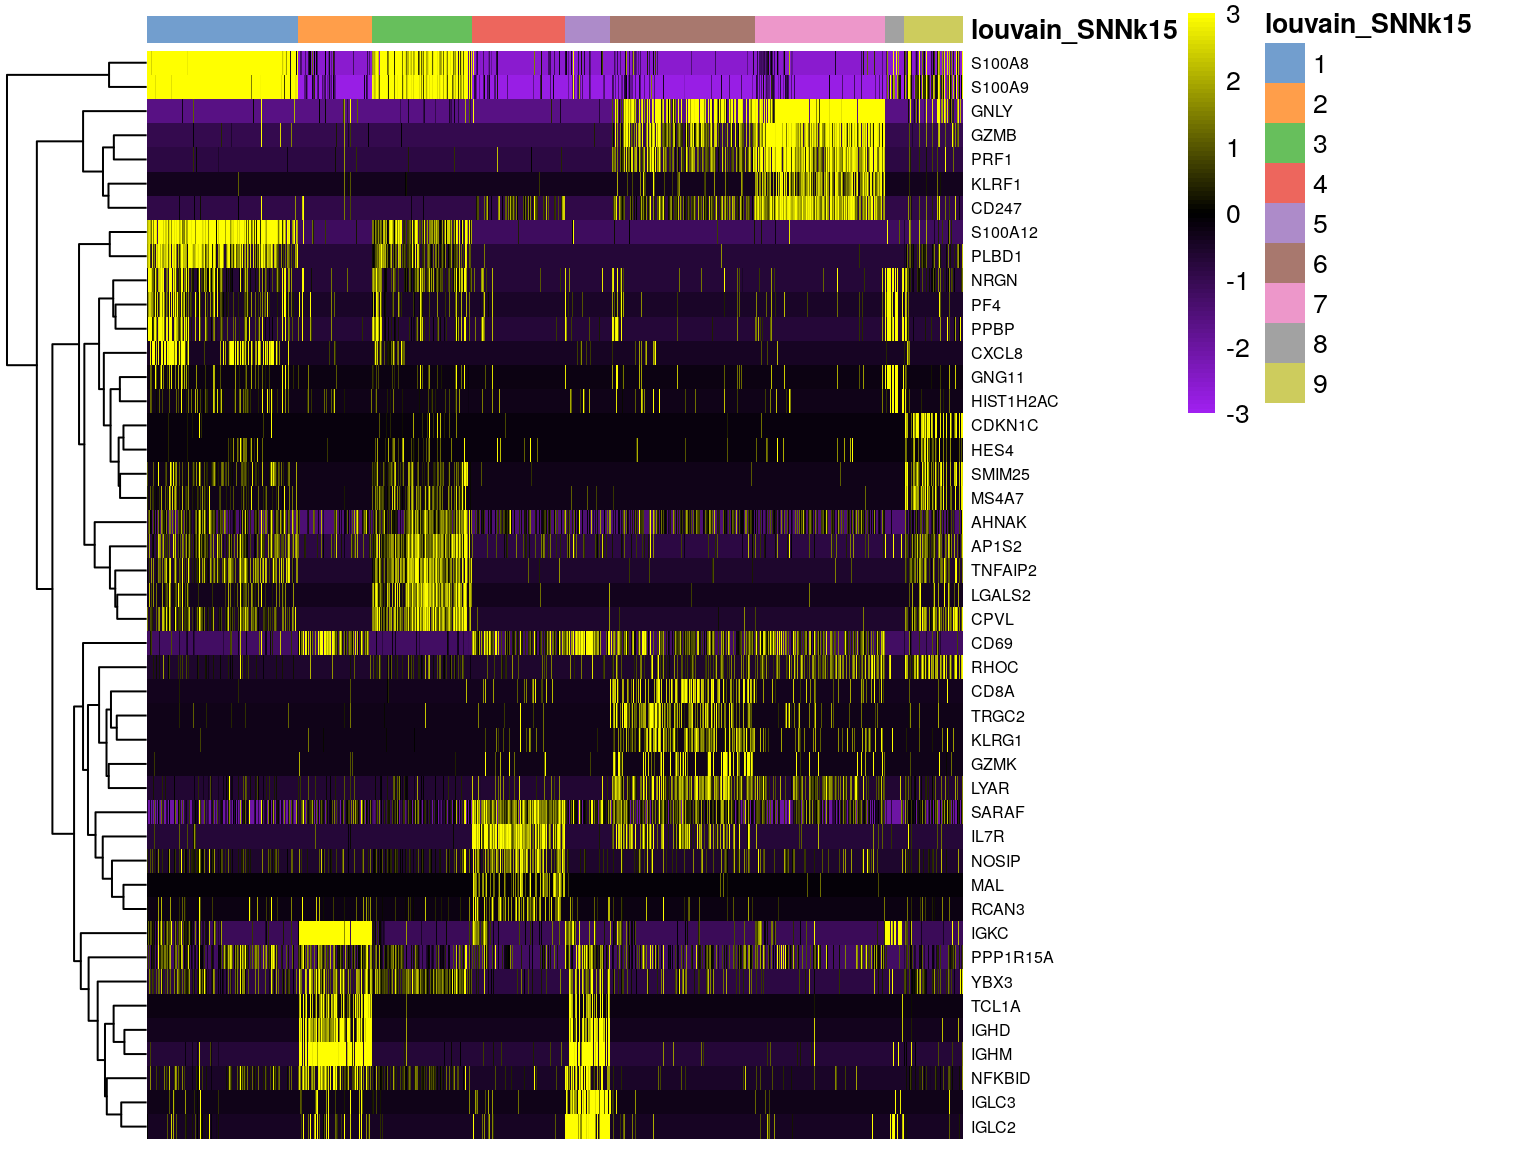 louvain_SNNk15
S100A8
S100A9
GNLY
GZMB
PRF1
KLRF1
CD247
S100A12
PLBD1
NRGN
PF4
PPBP
CXCL8
GNG11
HIST1H2AC
CDKN1C
HES4
SMIM25
MS4A7
AHNAK
AP1S2
TNFAIP2
LGALS2
CPVL
CD69
RHOC
CD8A
TRGC2
KLRG1
GZMK
LYAR
SARAF
IL7R
NOSIP
MAL
RCAN3
IGKC
PPP1R15A
YBX3
TCL1A
IGHD
IGHM
NFKBID
IGLC3
IGLC2
3
2
1
0
-1
-2
-3
louvain_SNNk15
1
2
3
4
5
6
7
8
9